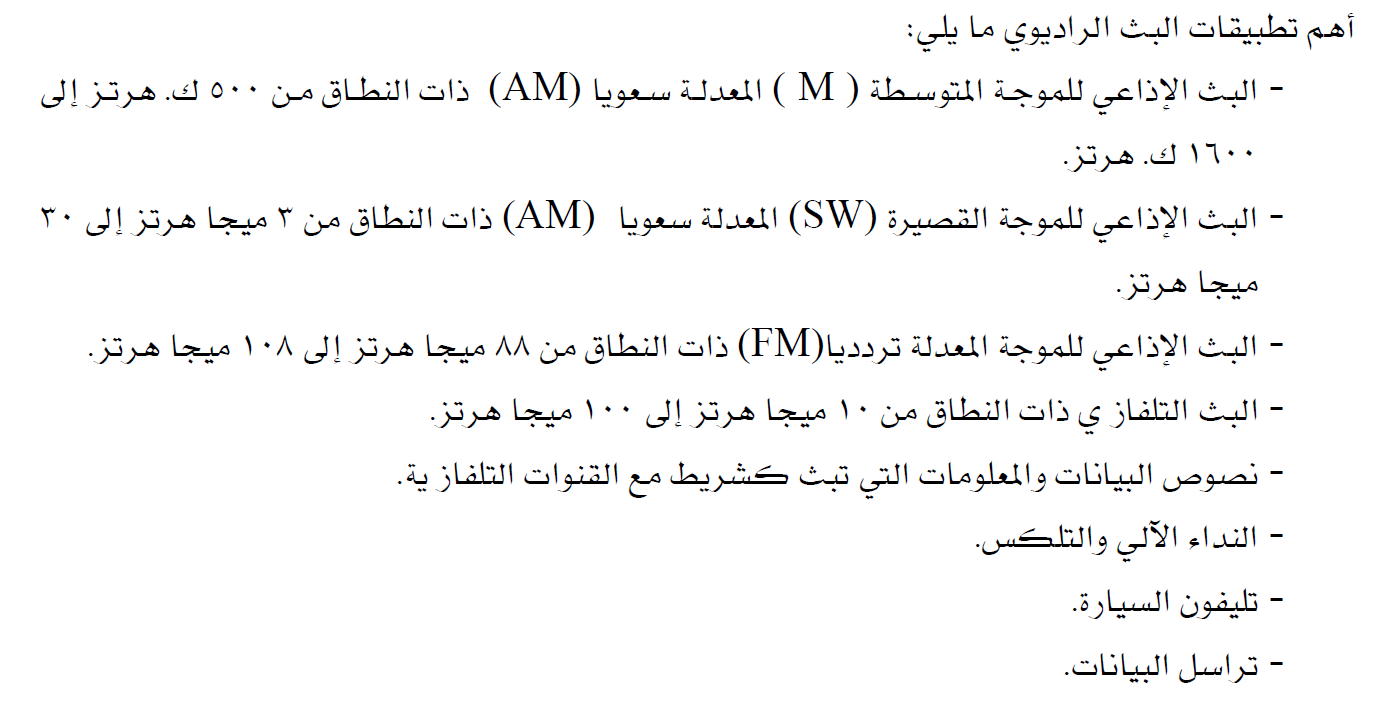 أهم تطبيقات البث الراديوي ما يلي:
- البث الإذاعي للموجة المتوسطة ( M ) المعدلة سعويا (AM) ذات النطاق من ٥٠٠ ك. هرتز إلى
١٦٠٠ ك. هرتز.
- البث الإذاعي للموجة القصيرة (SW) المعدلة سعويا (AM) ذات النطاق من ٣ ميجا هرتز إلى ٣٠
ميجا هرتز.
- البث الإذاعي للموجة المعدلة تردديا(FM) ذات النطاق من ٨٨ ميجا هرتز إلى ١٠٨ ميجا هرتز.
- البث التلفاز ي ذات النطاق من ١٠ ميجا هرتز إلى ١٠٠ ميجا هرتز.
- نصوص البيانات والمعلومات التي تبث كشريط مع القنوات التلفاز ية.
- النداء الآلي والتلكس.
- تليفون السيارة.
- تراسل البيانات.